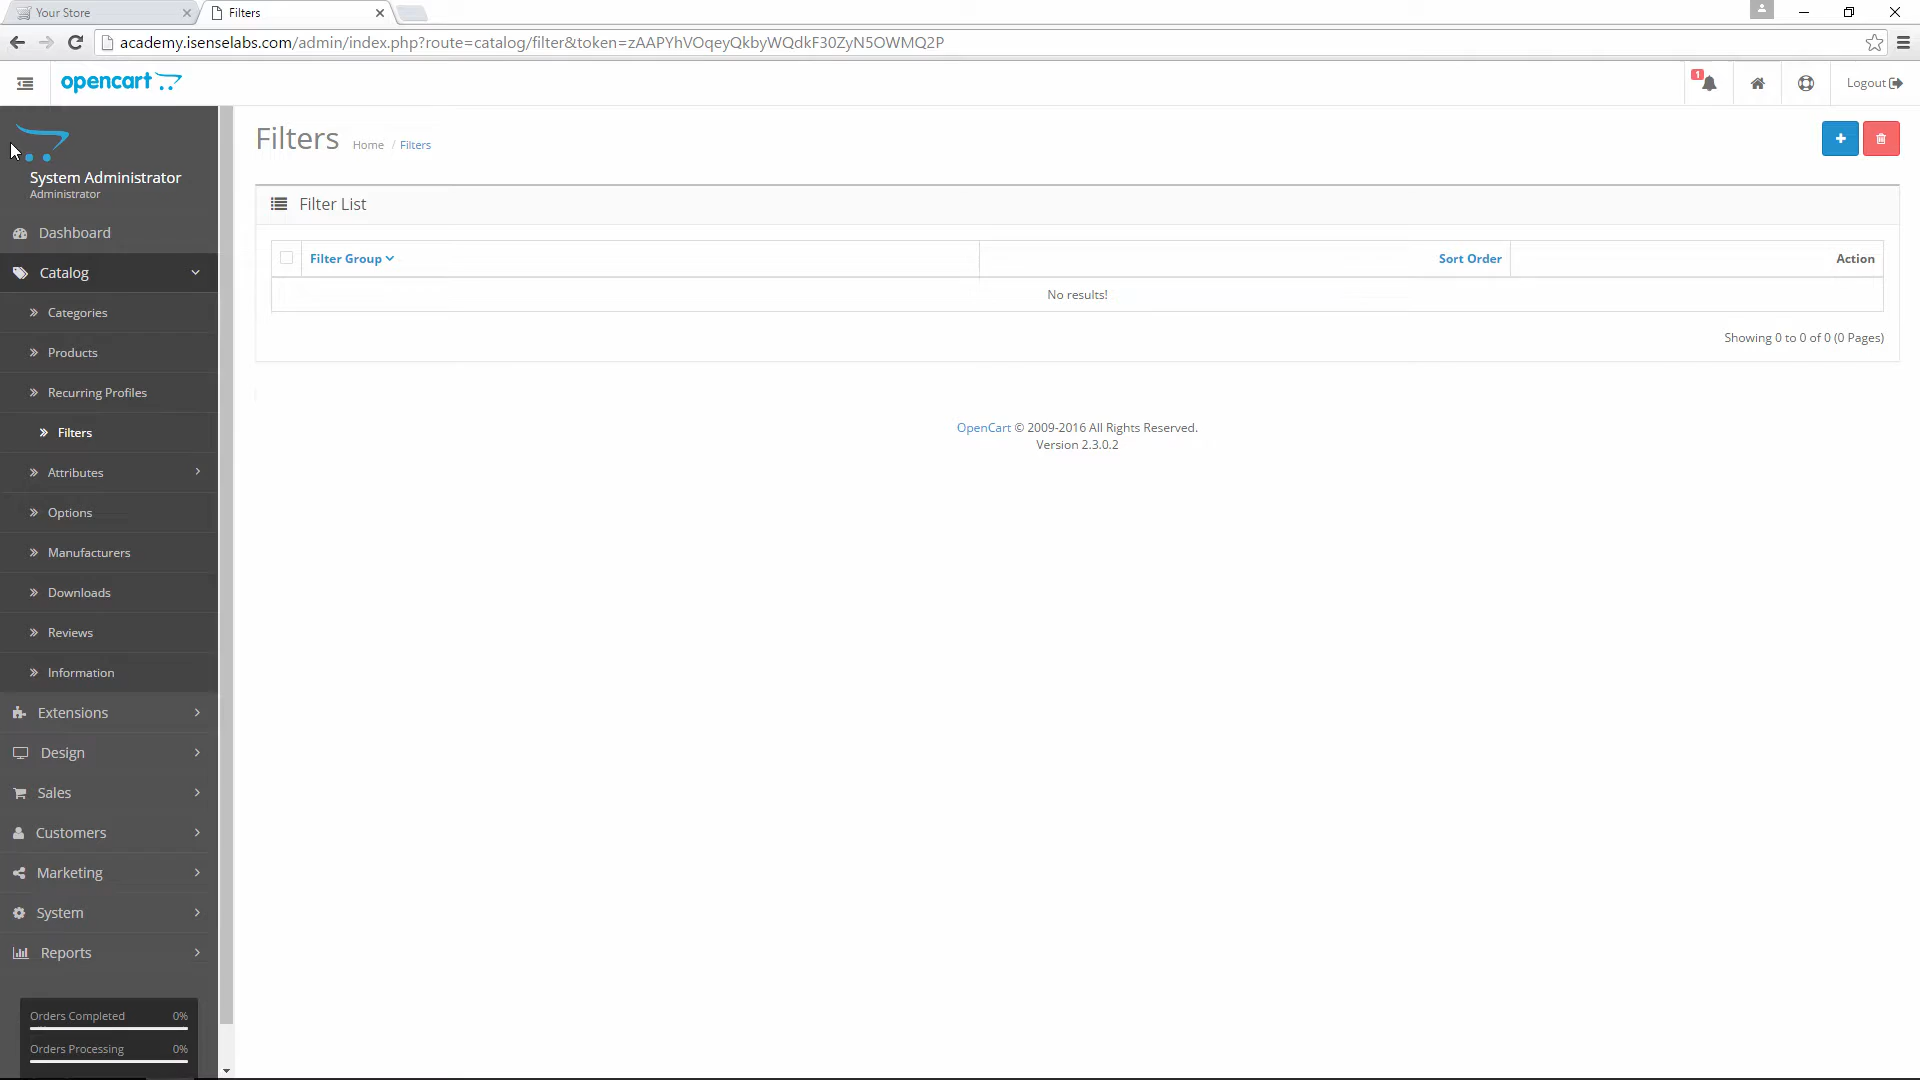 Your Store
Filters
academy.isenselabs.com/admin/index.php?route=catalog/filter&token=zAAPYhVOqeyQkbyWQdkF30ZyN5OWMQ2P
opencart
1
Logout
System Administrator
Administrator
Dashboard
Catalog
Categories
Products
Recurring Profiles
Filters
Attributes
Options
Manufacturers
Downloads
Reviews
Information
Extensions
Design
Sales
Customers
Marketing
System
Reports
Orders Completed 0%
Orders Processing 0%
Filters Home / Filters
Filter List
Filter Group Sort Order Action
No results!
Showing 0 to 0 of 0 (0 Pages)
OpenCart © 2009-2016 All Rights Reserved.
Version 2.3.0.2